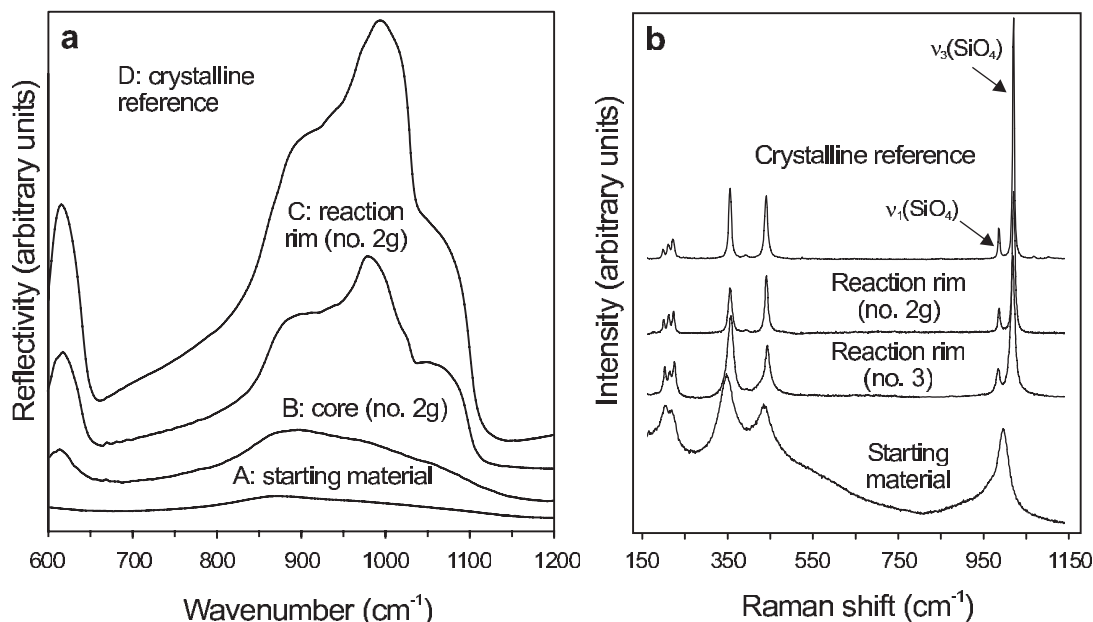 a
D: crystalline
reference
C: reaction
rim (no. 2g)
B: core (no. 2g)
A: starting material
Reflectivity (arbitrary units)
600 700 800 900 1000 1100 1200
Wavenumber (cm⁻¹)
b
ν₃(SiO₄)
Crystalline reference
ν₁(SiO₄)
Reaction rim
(no. 2g)
Reaction rim
(no. 3)
Starting
material
Intensity (arbitrary units)
150 350 550 750 950 1150
Raman shift (cm⁻¹)